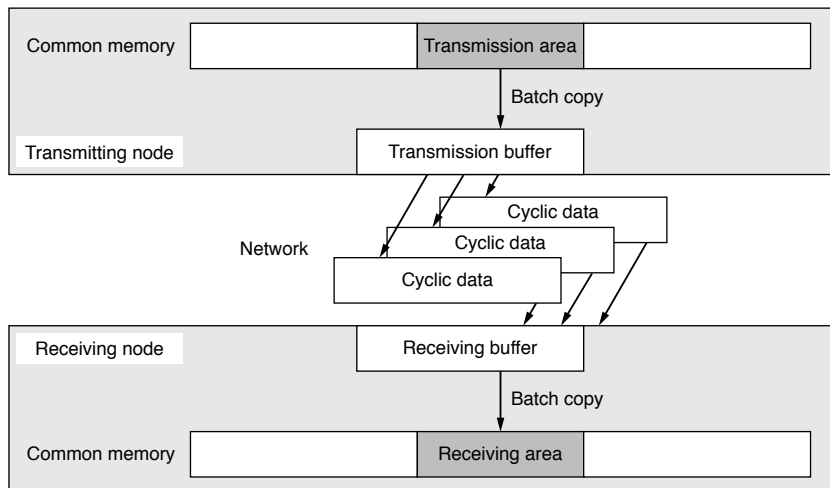 Common memory
Transmission area
Batch copy
Transmitting node
Transmission buffer
Cyclic data
Network
Cyclic data
Cyclic data
Receiving node
Receiving buffer
Batch copy
Common memory
Receiving area